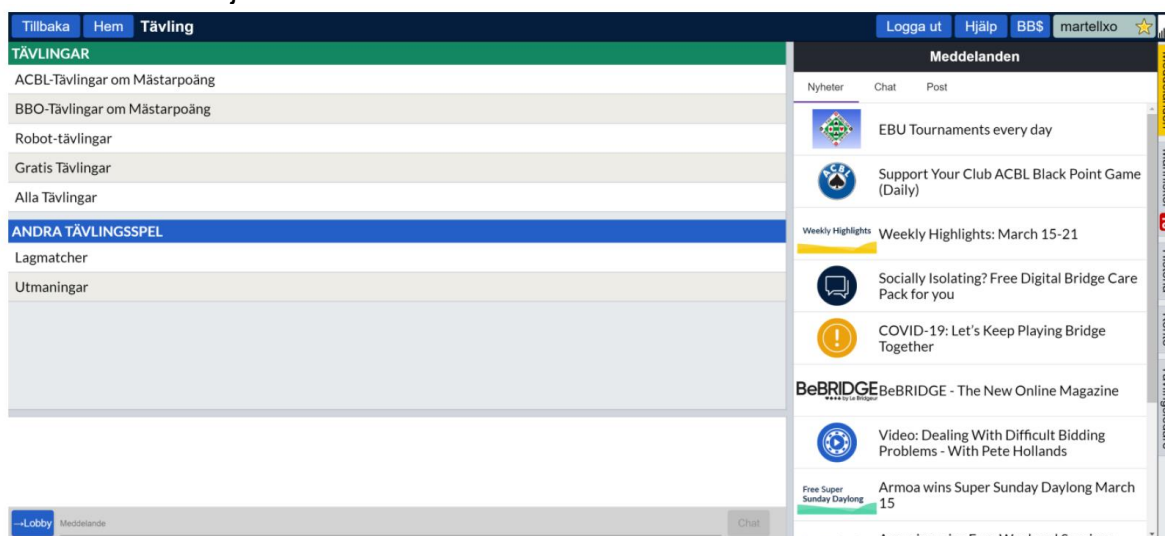 Tillbaka Hem Tävling Logga ut Hjälp BB$ martellxo
TÄVLINGAR
ACBL-Tävlingar om Mästarpoäng
BBO-Tävlingar om Mästarpoäng
Robot-tävlingar
Gratis Tävlingar
Alla Tävlingar
ANDRA TÄVLINGSSPEL
Lagmatcher
Utmaningar
→Lobby Meddelande Chat
Meddelanden
Nyheter Chat Post
EBU Tournaments every day
ACBL
Support Your Club ACBL Black Point Game
(Daily)
Weekly Highlights
Weekly Highlights: March 15-21
Socially Isolating? Free Digital Bridge Care
Pack for you
COVID-19: Let's Keep Playing Bridge
Together
BeBRIDGE
by Le Bridgeur
BeBRIDGE - The New Online Magazine
Video: Dealing With Difficult Bidding
Problems - With Pete Hollands
Free Super
Sunday Daylong
Armoa wins Super Sunday Daylong March
15